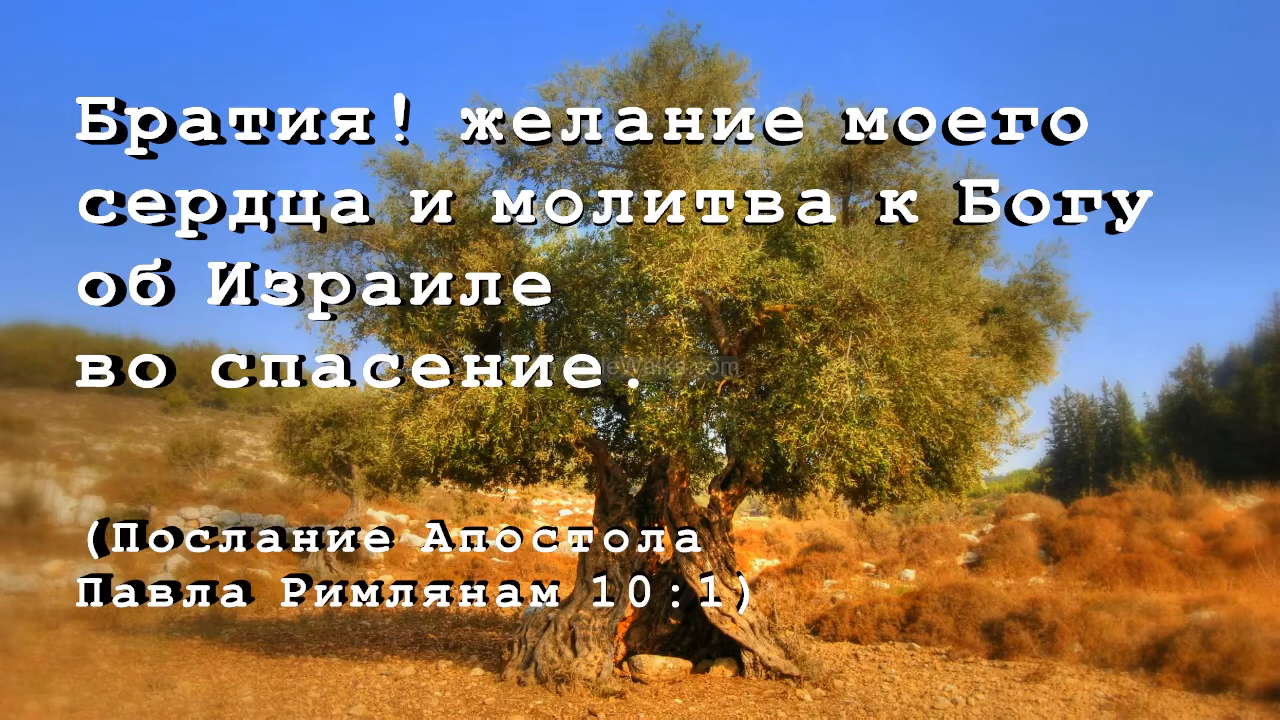 Братия! желание моего
сердца и молитва к Богу
об Израиле
во спасение.
(Послание Апостола
Павла Римлянам 10:1)